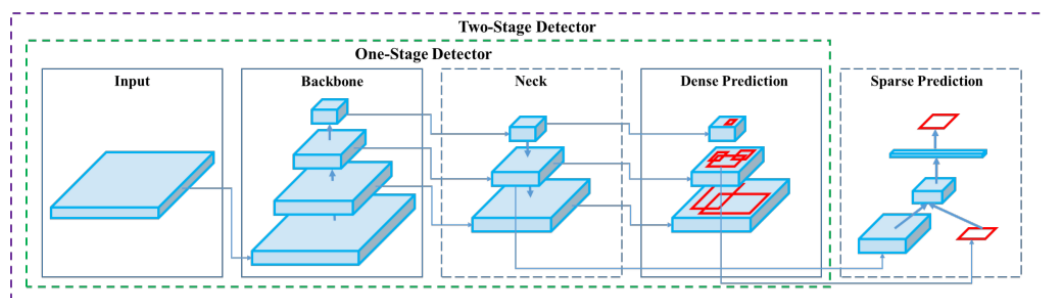 Two-Stage Detector
One-Stage Detector
Input
Backbone
Neck
Dense Prediction
Sparse Prediction